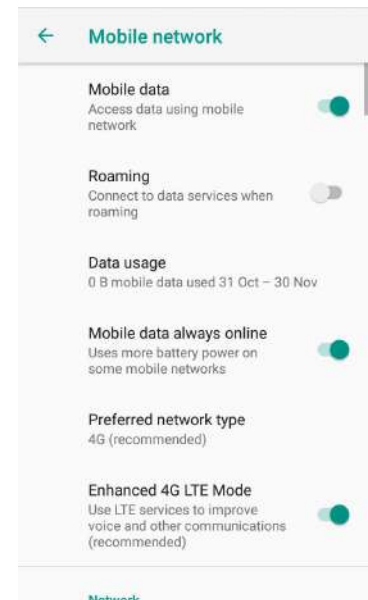 Mobile network
Mobile data
Access data using mobile
network
Roaming
Connect to data services when
roaming
Data usage
0 B mobile data used 31 Oct – 30 Nov
Mobile data always online
Uses more battery power on
some mobile networks
Preferred network type
4G (recommended)
Enhanced 4G LTE Mode
Use LTE services to improve
voice and other communications
(recommended)
Network